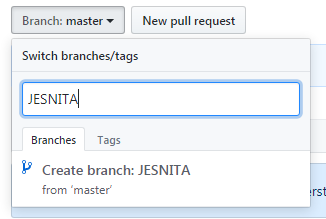 Branch: master New pull request
Switch branches/tags
JESNITA
Branches Tags
Create branch: JESNITA
from 'master'